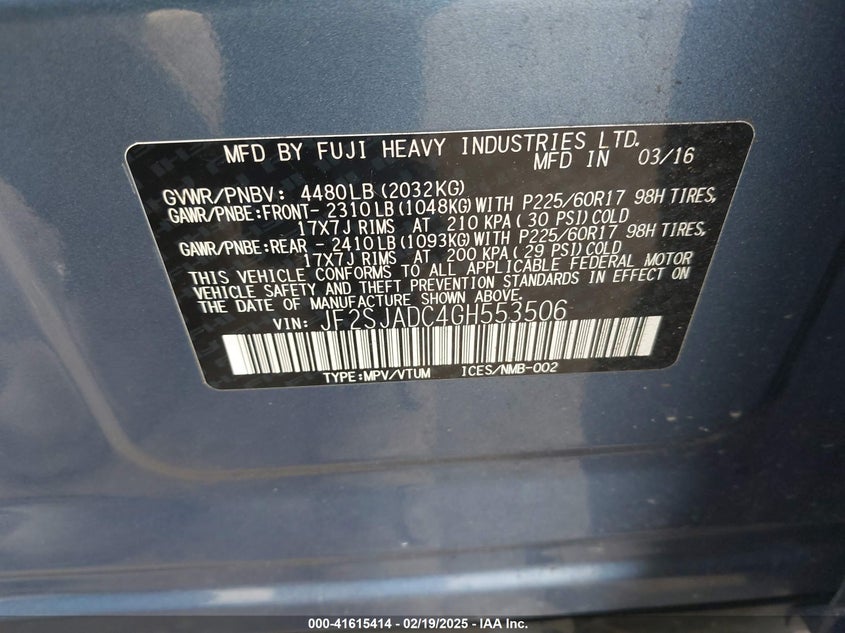 MFD BY FUJI HEAVY INDUSTRIES LTD.
MFD IN 03/16
GVWR/PNBV: 4480LB(2032KG)
GAWR/PNBE:FRONT- 2310LB(1048KG)WITH P225/60R17 98H TIRES,
17X7J RIMS AT 210 KPA( 30 PSI)COLD
GAWR/PNBE:REAR - 2410LB(1093KG)WITH P225/60R17 98H TIRES,
17X7J RIMS AT 200 KPA( 29 PSI)COLD
THIS VEHICLE CONFORMS TO ALL APPLICABLE FEDERAL MOTOR
VEHICLE SAFETY AND THEFT PREVENTION STANDARDS IN EFFECT ON
THE DATE OF MANUFACTURE SHOWN ABOVE.
VIN: JF2SJADC4GH553506
TYPE:MPV/VTUM ICES/NMB-002
000-41615414 - 02/19/2025 - IAA Inc.